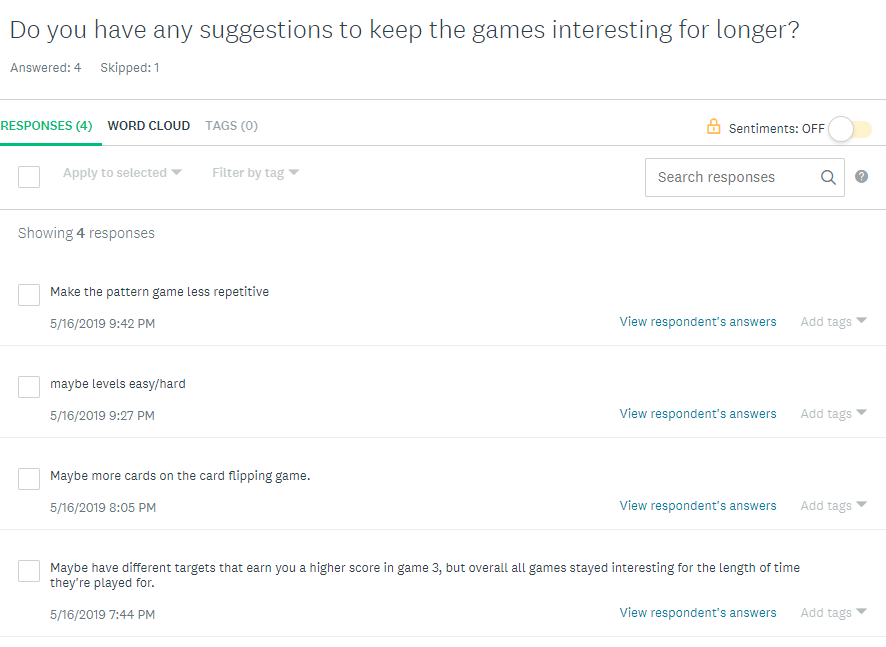 Do you have any suggestions to keep the games interesting for longer?
Answered: 4 Skipped: 1
RESPONSES (4) WORD CLOUD TAGS (0) Sentiments: OFF
Apply to selected Filter by tag Search responses ?
Showing 4 responses
Make the pattern game less repetitive
5/16/2019 9:42 PM View respondent's answers Add tags
maybe levels easy/hard
5/16/2019 9:27 PM View respondent's answers Add tags
Maybe more cards on the card flipping game.
5/16/2019 8:05 PM View respondent's answers Add tags
Maybe have different targets that earn you a higher score in game 3, but overall all games stayed interesting for the length of time
they're played for.
5/16/2019 7:44 PM View respondent's answers Add tags